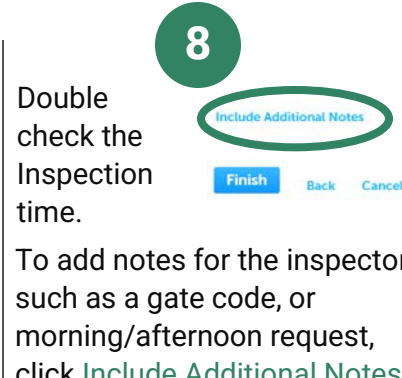 8
Double
check the
Inspection
time.
Include Additional Notes
Finish Back Cancel
To add notes for the inspector
such as a gate code, or
morning/afternoon request,
click Include Additional Notes